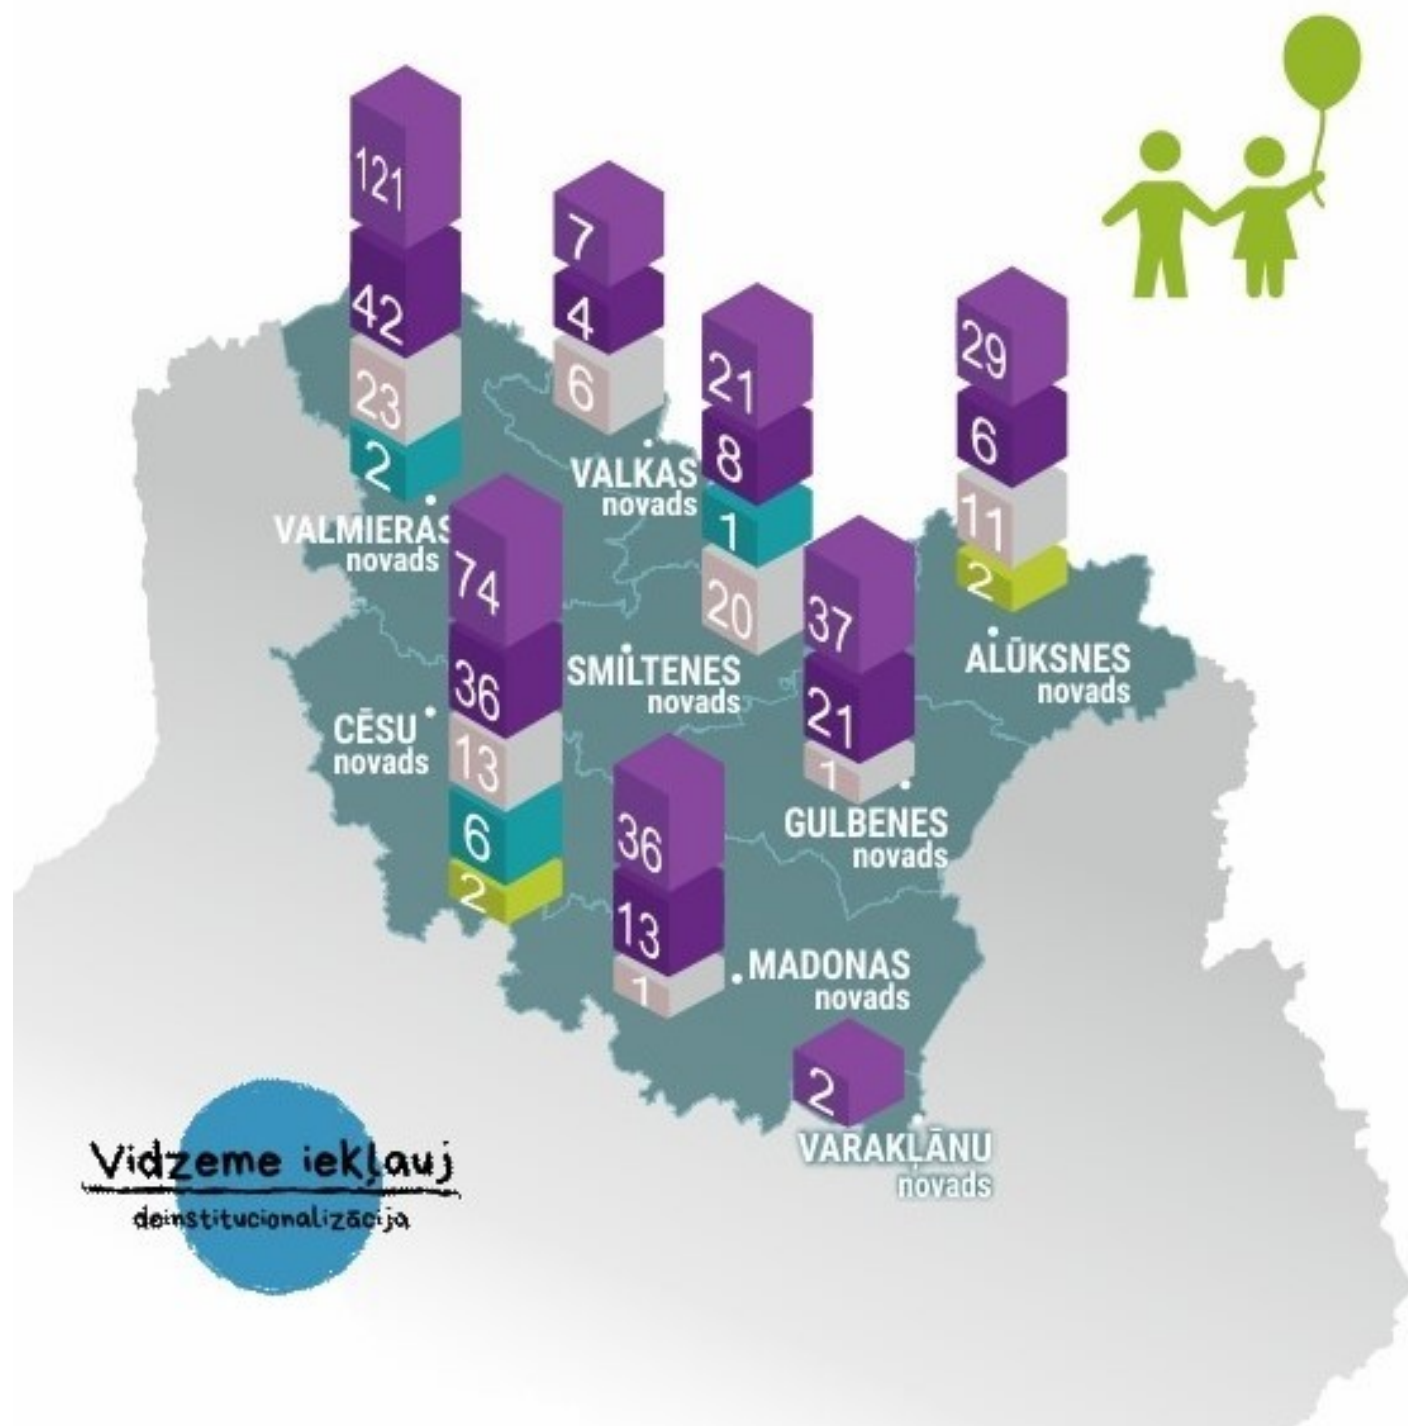 121
42
23
2
VALMIERAS
novads
7
4
6
VALKAS
novads
21
8
1
20
SMILTENES
novads
29
6
11
2
ALŪKSNES
novads
74
36
13
6
2
CĒSU
novads
37
21
1
GULBENES
novads
36
13
1
MADONAS
novads
2
VARAKĻĀNU
novads
Vidzeme iekļauj
deinstitucionalizācija